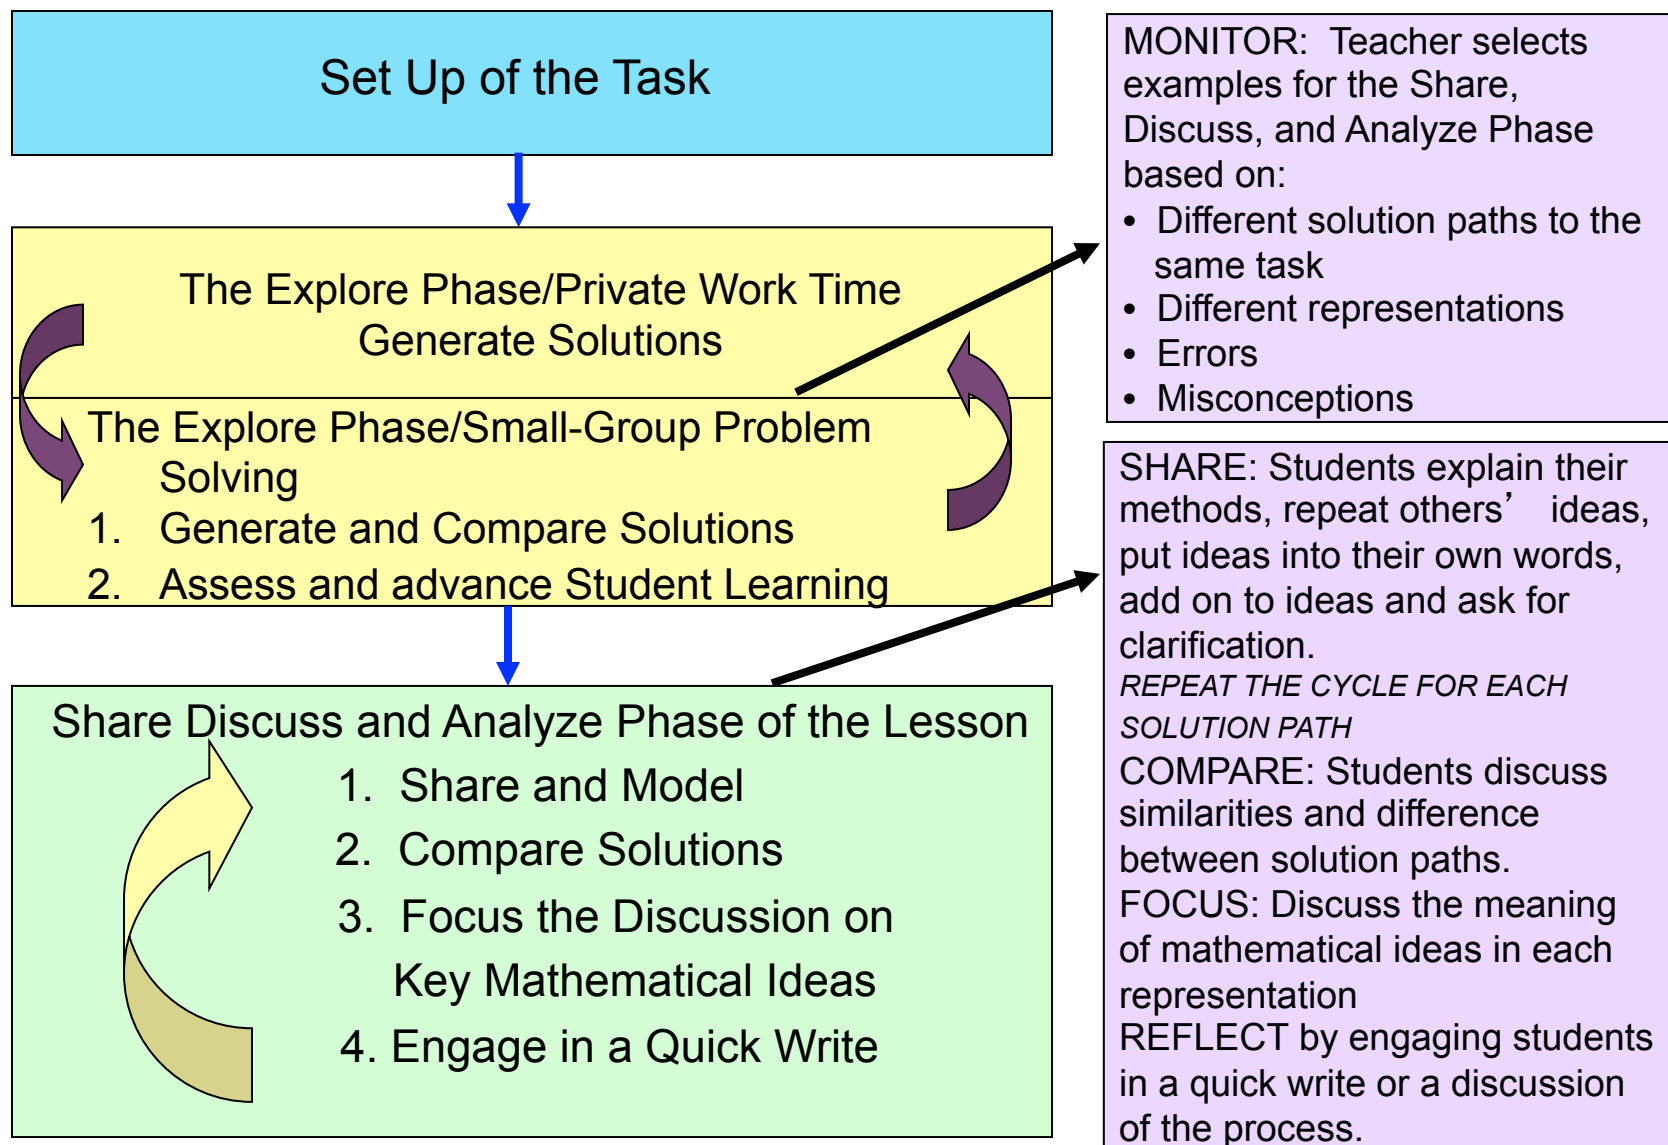 Set Up of the Task
The Explore Phase/Private Work Time
Generate Solutions
The Explore Phase/Small-Group Problem
Solving
1. Generate and Compare Solutions
2. Assess and advance Student Learning
Share Discuss and Analyze Phase of the Lesson
1. Share and Model
2. Compare Solutions
3. Focus the Discussion on
Key Mathematical Ideas
4. Engage in a Quick Write
MONITOR: Teacher selects
examples for the Share,
Discuss, and Analyze Phase
based on:
• Different solution paths to the
same task
• Different representations
• Errors
• Misconceptions
SHARE: Students explain their
methods, repeat others’ ideas,
put ideas into their own words,
add on to ideas and ask for
clarification.
REPEAT THE CYCLE FOR EACH
SOLUTION PATH
COMPARE: Students discuss
similarities and difference
between solution paths.
FOCUS: Discuss the meaning
of mathematical ideas in each
representation
REFLECT by engaging students
in a quick write or a discussion
of the process.